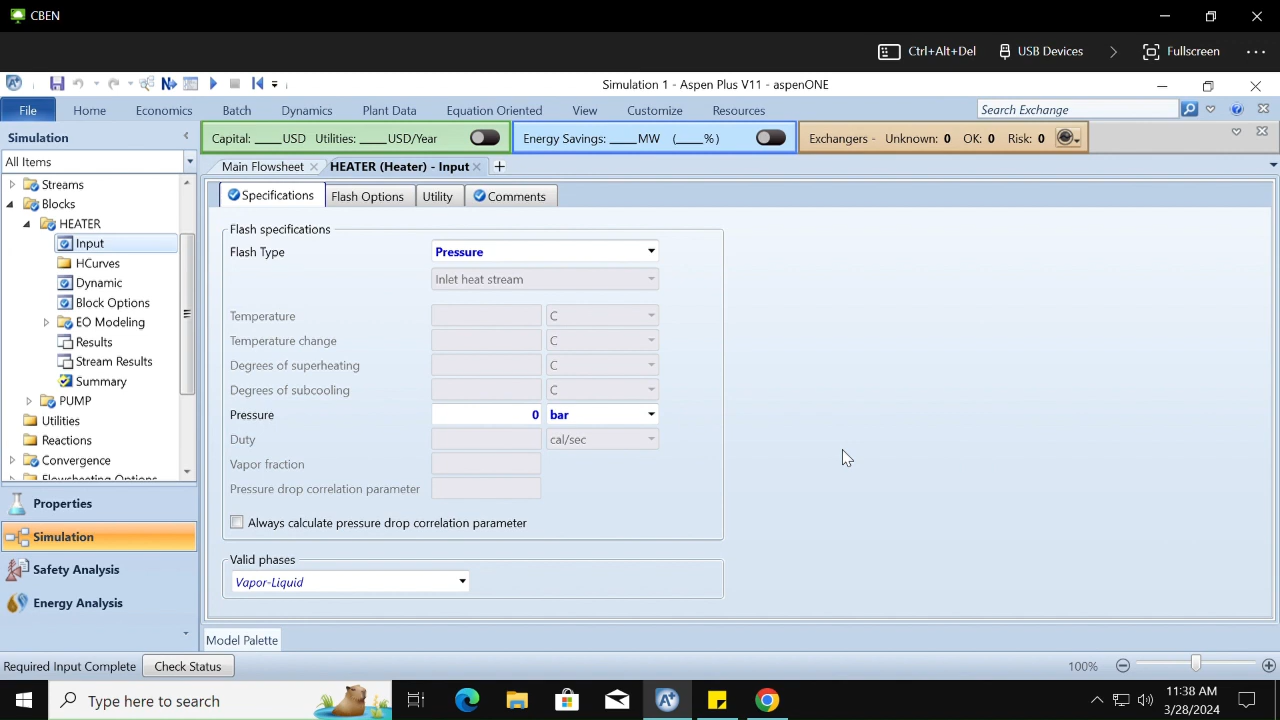 CBEN
Ctrl+Alt+Del USB Devices Fullscreen
Simulation 1 - Aspen Plus V11 - aspenONE
File Home Economics Batch Dynamics Plant Data Equation Oriented View Customize Resources Search Exchange
Simulation Capital: ____USD Utilities: ____USD/Year Energy Savings: ____MW (____%) Exchangers - Unknown: 0 OK: 0 Risk: 0
All Items Main Flowsheet HEATER (Heater) - Input
Streams Specifications Flash Options Utility Comments
Blocks
HEATER Flash specifications
Input Flash Type Pressure
HCurves Inlet heat stream
Dynamic
Block Options Temperature C
EO Modeling Temperature change C
Results Degrees of superheating C
Stream Results Degrees of subcooling C
Summary Pressure 0 bar
PUMP Duty cal/sec
Utilities Vapor fraction
Reactions Pressure drop correlation parameter
Convergence Always calculate pressure drop correlation parameter
Flowsheeting Options
Properties Valid phases
Simulation Vapor-Liquid
Safety Analysis
Energy Analysis
Model Palette
Required Input Complete Check Status 100%
Type here to search 11:38 AM
3/28/2024